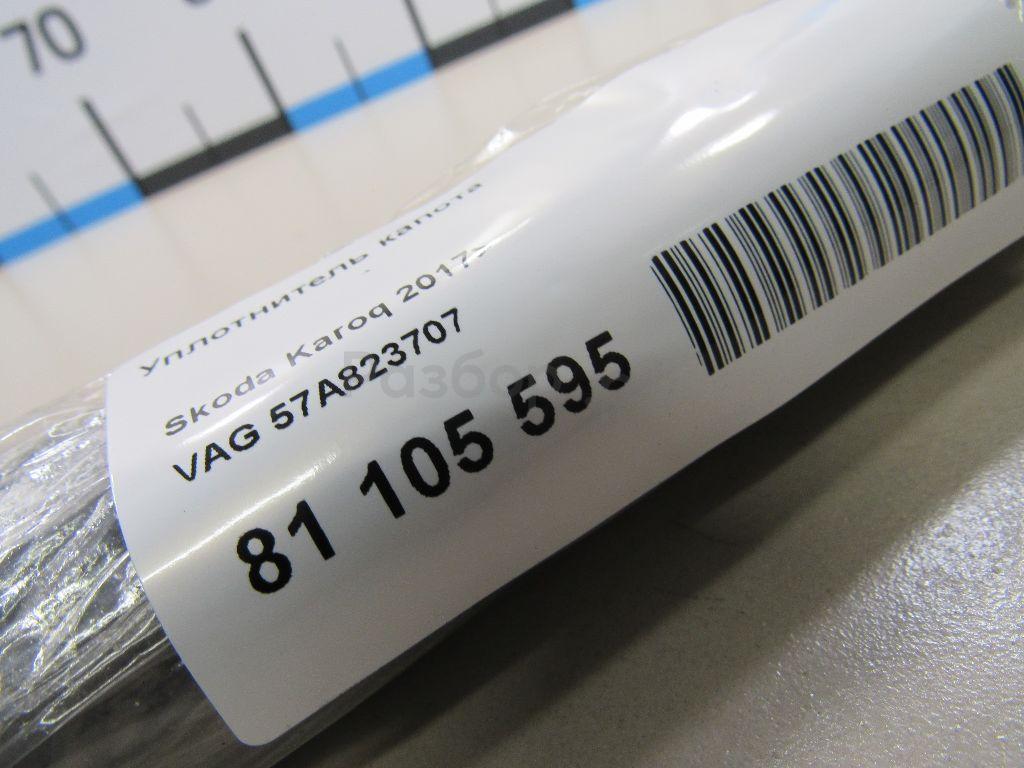 70
Уплотнитель капота
Skoda Karoq 2017>
VAG 57A823707
81 105 595